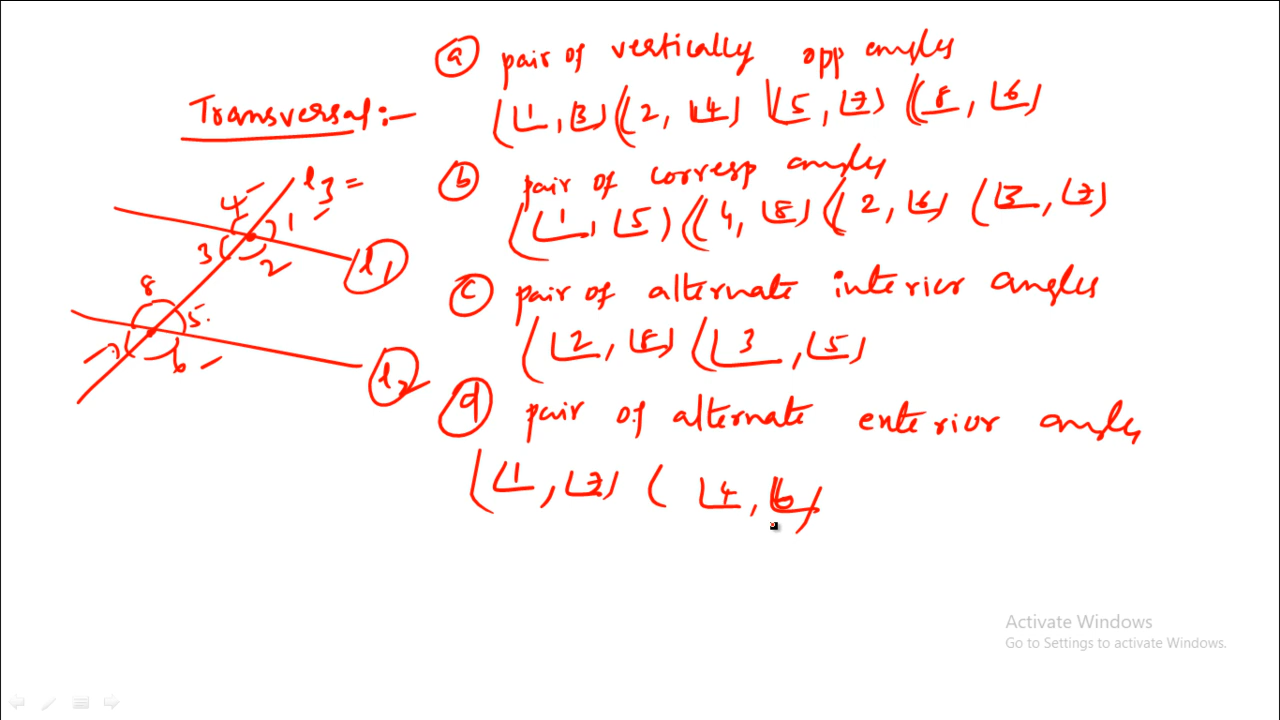 Transversal:-
4 l3 =
1
3 2
l1
8
5.
7 6
l2
a pair of vertically opp angles
(∠1, ∠3) (2, ∠4) ∠5, ∠7) (∠8, ∠6)
b pair of corresp angles
(∠1, ∠5) (4, ∠8) (2, ∠6) (∠3, ∠7)
c pair of alternate interior angles
(∠2, ∠8) (∠3, ∠5)
d pair of alternate exterior angles
(∠1, ∠7) (∠4, ∠6)
Activate Windows
Go to Settings to activate Windows.